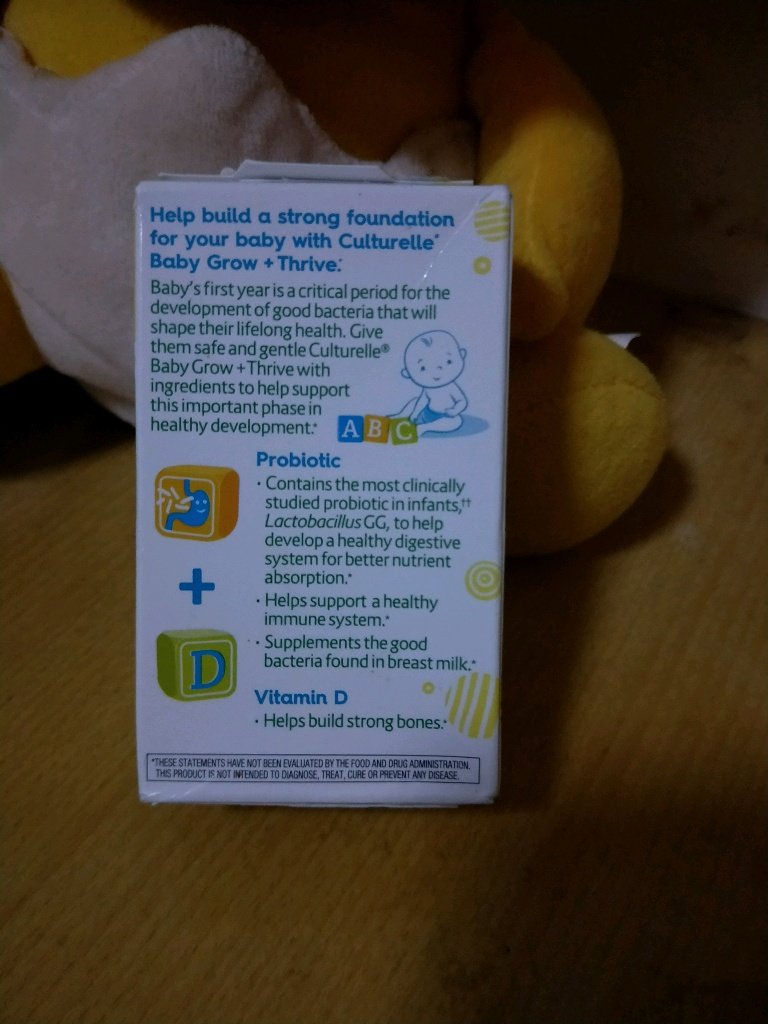 Help build a strong foundation
for your baby with Culturelle®
Baby Grow + Thrive.*
Baby's first year is a critical period for the
development of good bacteria that will
shape their lifelong health. Give
them safe and gentle Culturelle®
Baby Grow + Thrive with
ingredients to help support
this important phase in
healthy development.*
A B C
Probiotic
• Contains the most clinically
studied probiotic in infants,††
Lactobacillus GG, to help
develop a healthy digestive
system for better nutrient
absorption.*
• Helps support a healthy
immune system.*
• Supplements the good
bacteria found in breast milk.*
+
D
Vitamin D
• Helps build strong bones.*
*THESE STATEMENTS HAVE NOT BEEN EVALUATED BY THE FOOD AND DRUG ADMINISTRATION.
THIS PRODUCT IS NOT INTENDED TO DIAGNOSE, TREAT, CURE OR PREVENT ANY DISEASE.